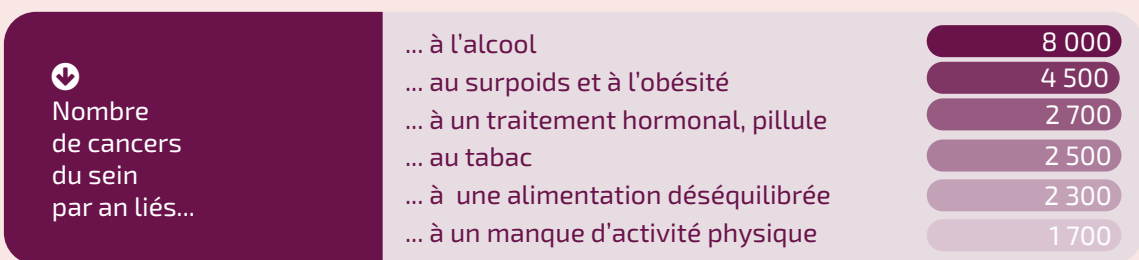 Nombre
de cancers
du sein
par an liés...
... à l’alcool 8 000
... au surpoids et à l’obésité 4 500
... à un traitement hormonal, pillule 2 700
... au tabac 2 500
... à une alimentation déséquilibrée 2 300
... à un manque d’activité physique 1 700